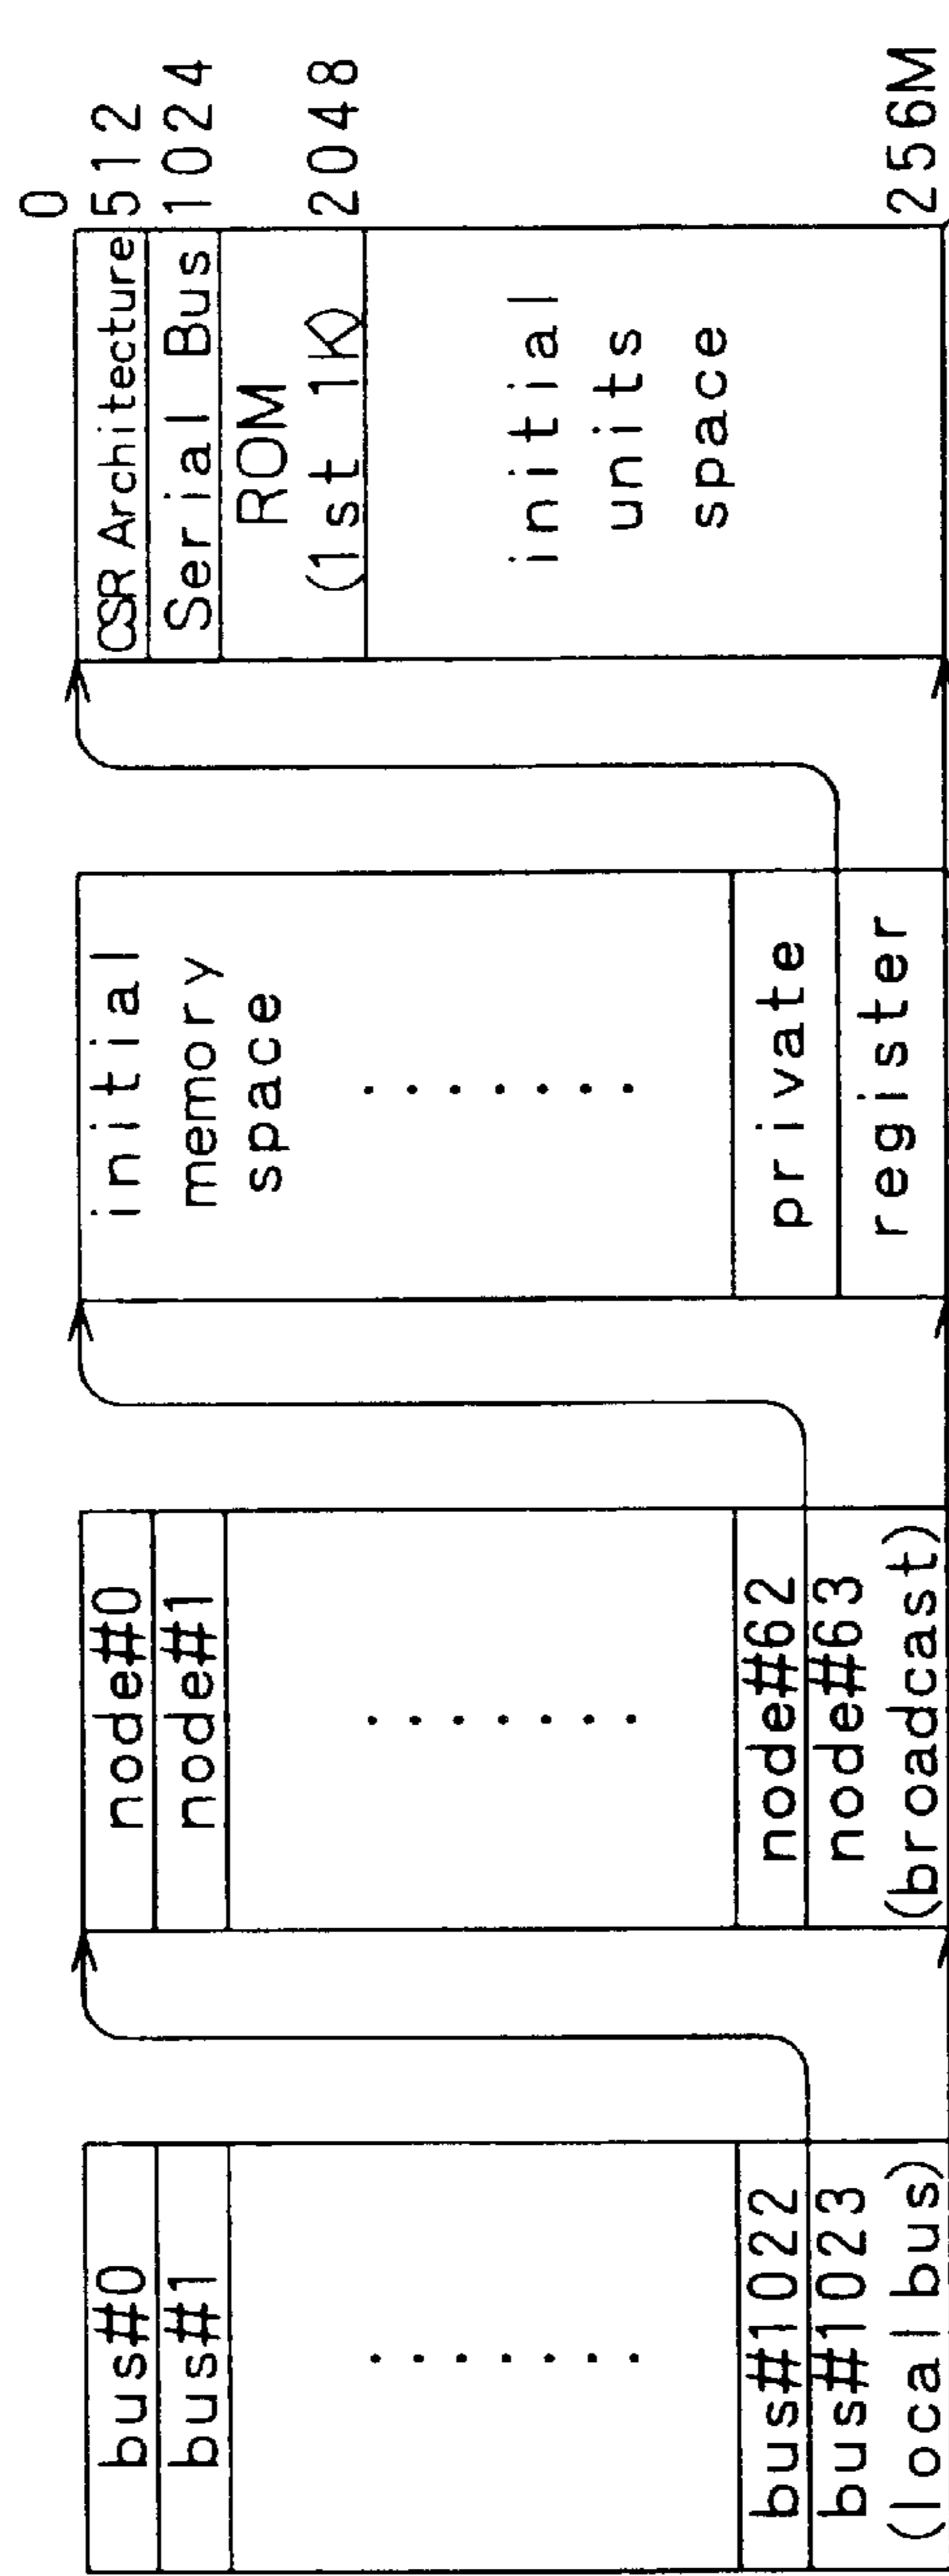 bus#0
bus#1
bus#1022
bus#1023
(local bus)
node#0
node#1
node#62
node#63
(broadcast)
initial
memory
space
private
register
CSR Architecture
Serial Bus
ROM
(1st 1K)
initial
units
space
0
512
1024
2048
256M